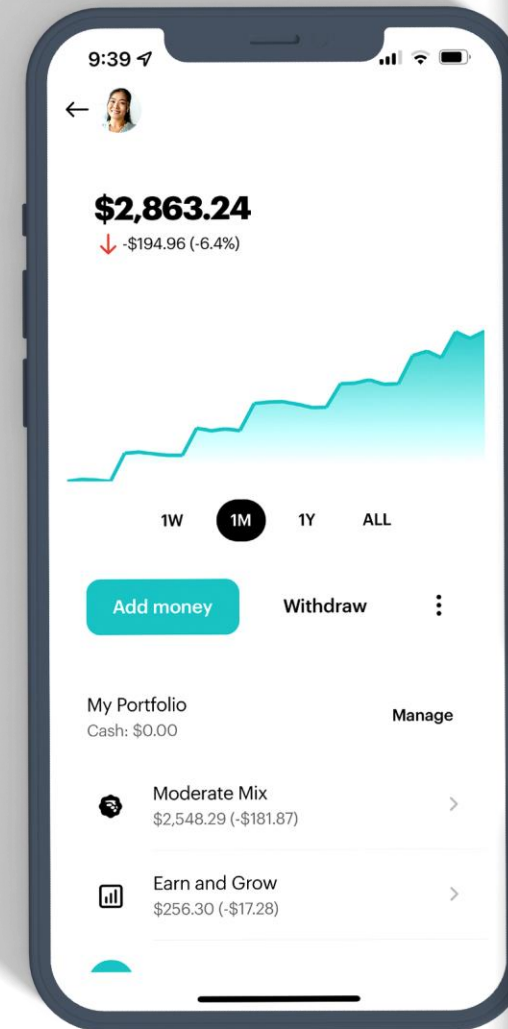 9:39
$2,863.24
-$194.96 (-6.4%)
1W 1M 1Y ALL
Add money Withdraw
My Portfolio
Cash: $0.00
Manage
Moderate Mix
$2,548.29 (-$181.87)
Earn and Grow
$256.30 (-$17.28)